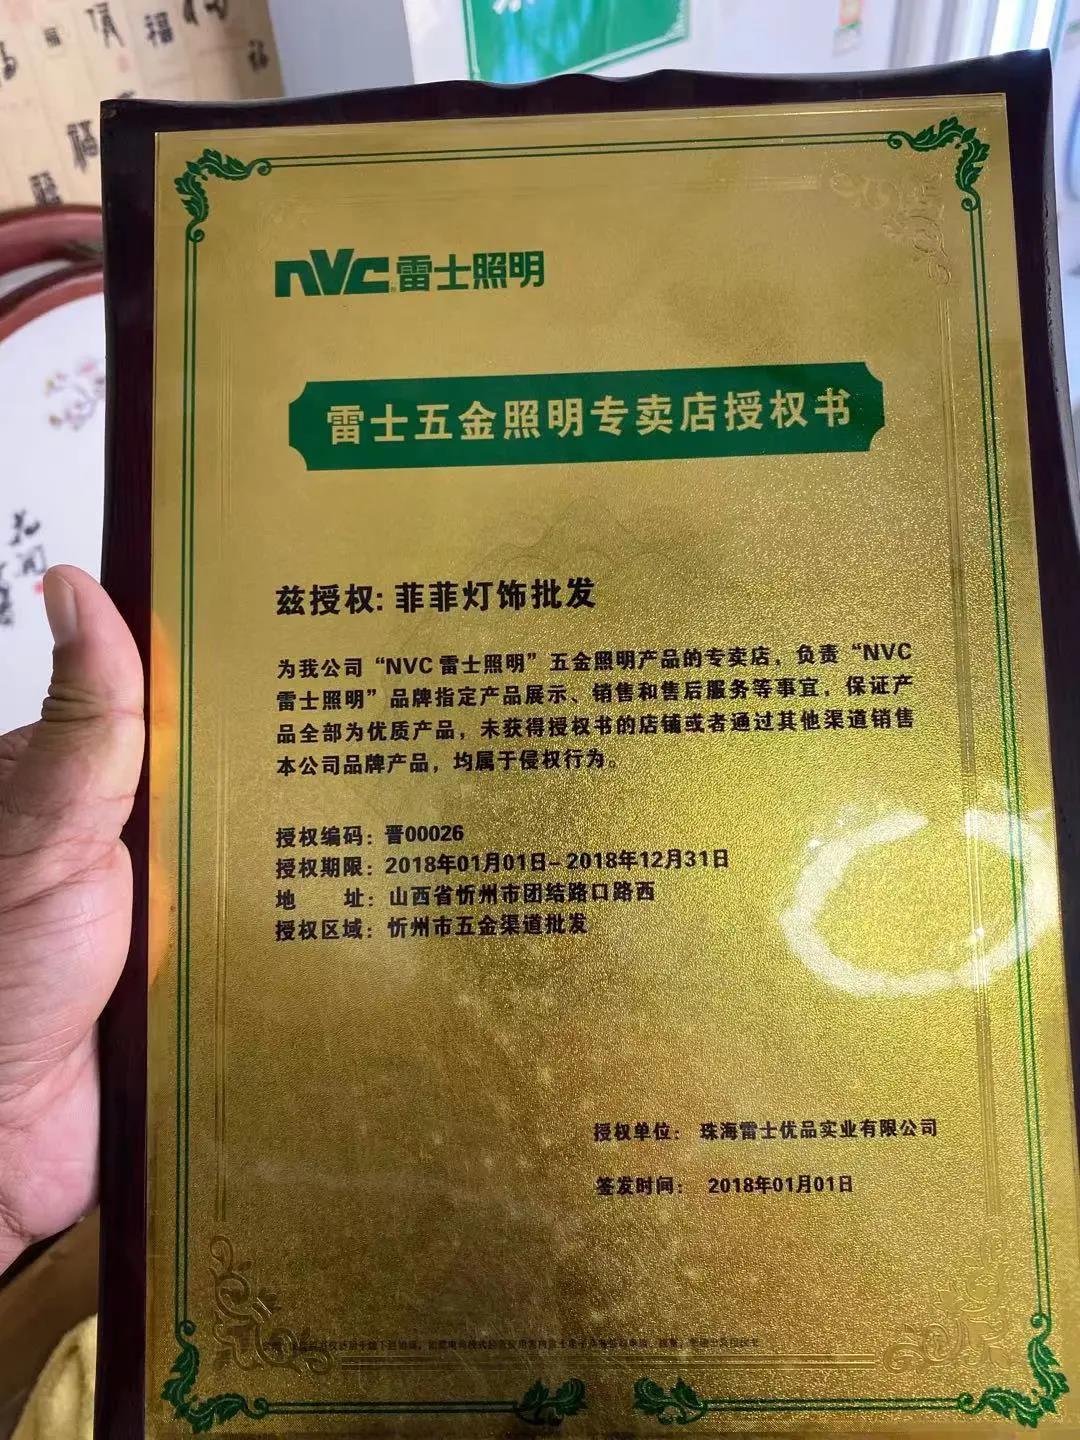 福
福
福
nVc 雷士照明
雷士五金照明专卖店授权书
兹授权: 菲菲灯饰批发
为我公司“NVC 雷士照明”五金照明产品的专卖店，负责“NVC
雷士照明”品牌指定产品展示、销售和售后服务等事宜，保证产
品全部为优质产品，未获得授权书的店铺或者通过其他渠道销售
本公司品牌产品，均属于侵权行为。
授权编码：晋00026
授权期限：2018年01月01日-2018年12月31日
地 址：山西省忻州市团结路口路西
授权区域：忻州市五金渠道批发
授权单位： 珠海雷士优品实业有限公司
签发时间： 2018年01月01日